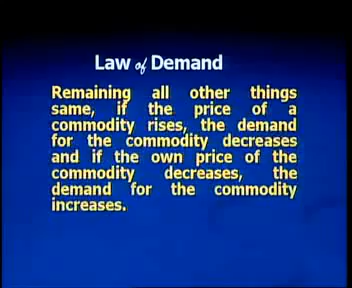 Law of Demand
Remaining all other things
same, if the price of a
commodity rises, the demand
for the commodity decreases
and if the own price of the
commodity decreases, the
demand for the commodity
increases.